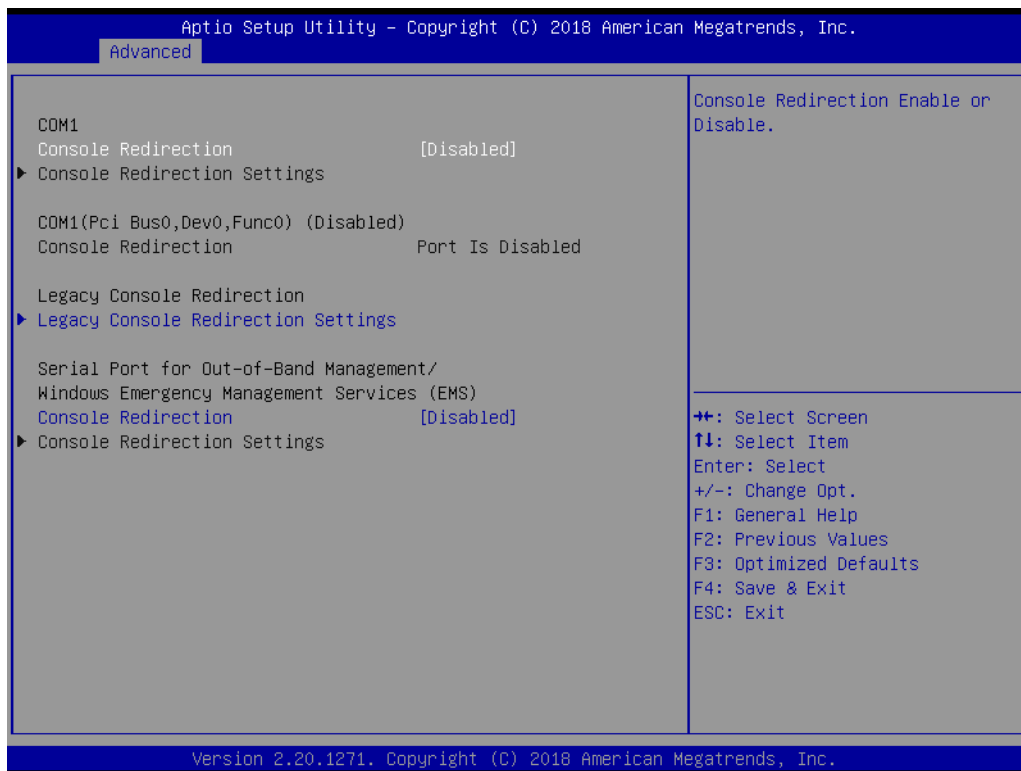 Aptio Setup Utility – Copyright (C) 2018 American Megatrends, Inc.
Advanced
COM1
Console Redirection [Disabled]
▶ Console Redirection Settings
COM1(Pci Bus0,Dev0,Func0) (Disabled)
Console Redirection Port Is Disabled
Legacy Console Redirection
▶ Legacy Console Redirection Settings
Serial Port for Out-of-Band Management/
Windows Emergency Management Services (EMS)
Console Redirection [Disabled]
▶ Console Redirection Settings
Console Redirection Enable or
Disable.
→←: Select Screen
↑↓: Select Item
Enter: Select
+/-: Change Opt.
F1: General Help
F2: Previous Values
F3: Optimized Defaults
F4: Save & Exit
ESC: Exit
Version 2.20.1271. Copyright (C) 2018 American Megatrends, Inc.